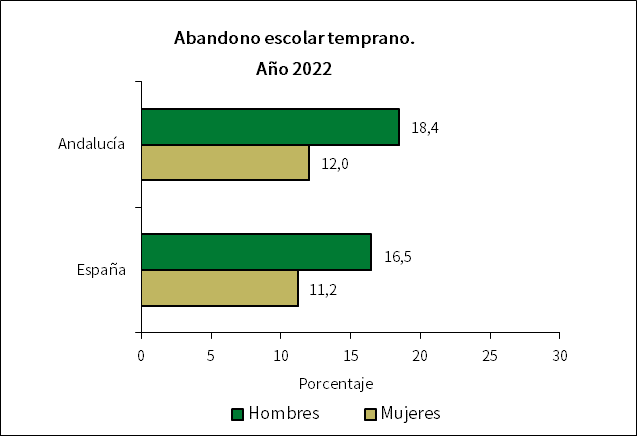 Abandono escolar temprano.
Año 2022
Andalucía
18,4
12,0
España
16,5
11,2
0 5 10 15 20 25 30
Porcentaje
Hombres Mujeres